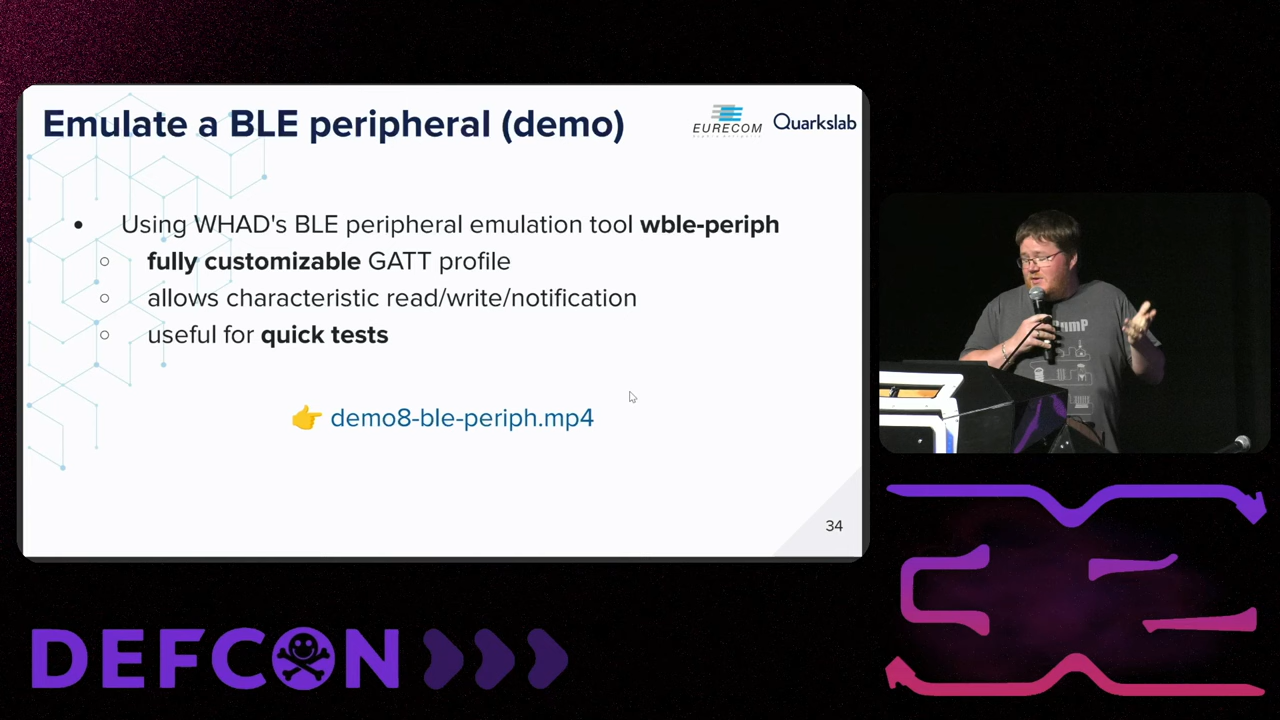 Emulate a BLE peripheral (demo)
EURECOM
Quarkslab
Using WHAD's BLE peripheral emulation tool wble-periph
fully customizable GATT profile
allows characteristic read/write/notification
useful for quick tests
👉 demo8-ble-periph.mp4
34
DEFCON